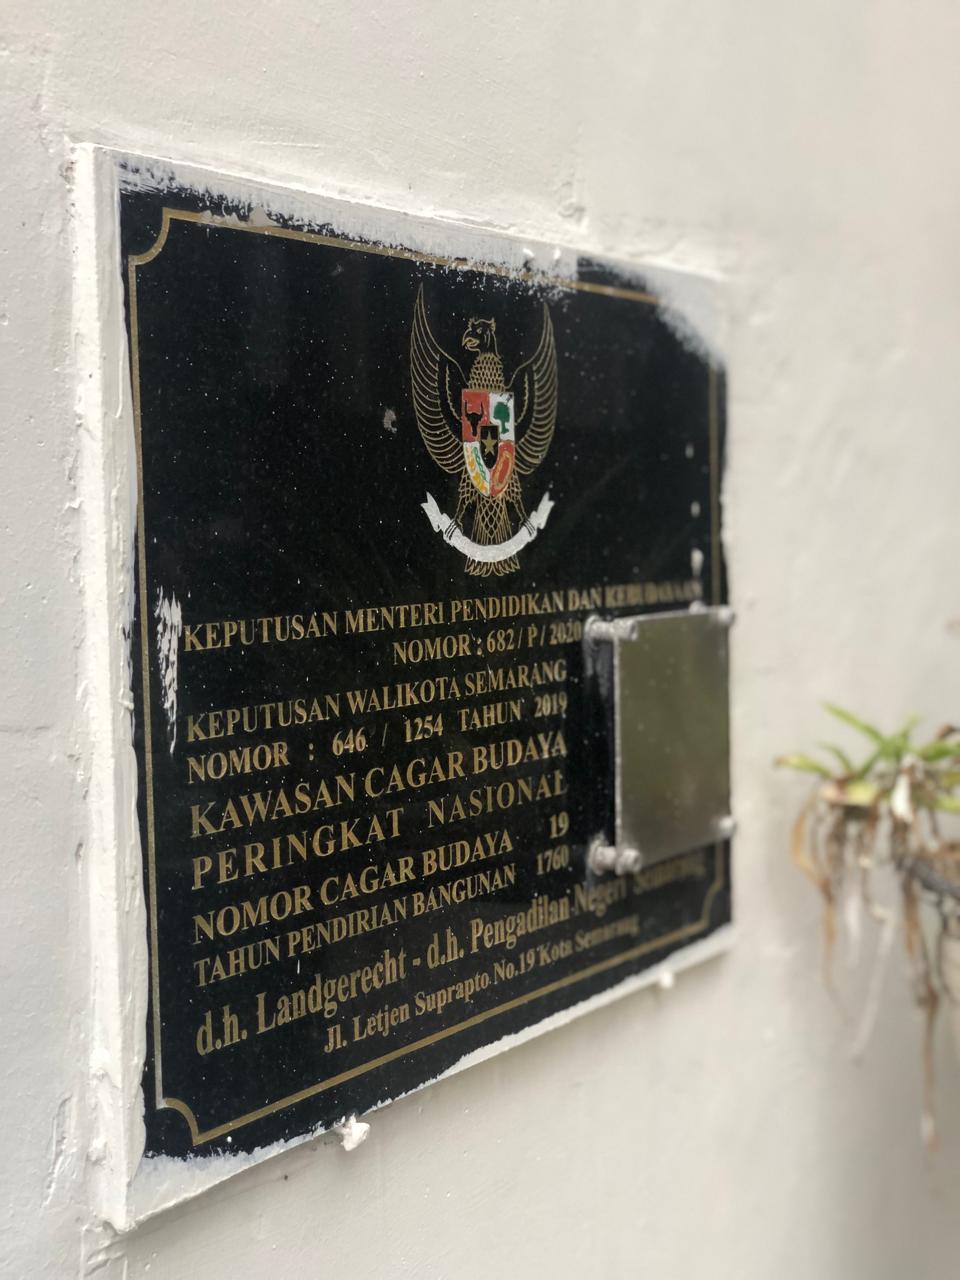 KEPUTUSAN MENTERI PENDIDIKAN DAN KEBUDAYAAN
NOMOR : 682 / P / 2020
KEPUTUSAN WALIKOTA SEMARANG
NOMOR : 646 / 1254 TAHUN 2019
KAWASAN CAGAR BUDAYA
PERINGKAT NASIONAL
NOMOR CAGAR BUDAYA 19
TAHUN PENDIRIAN BANGUNAN 1760
d.h. Landgerecht - d.h. Pengadilan Negeri Semarang
Jl. Letjen Suprapto No.19 Kota Semarang